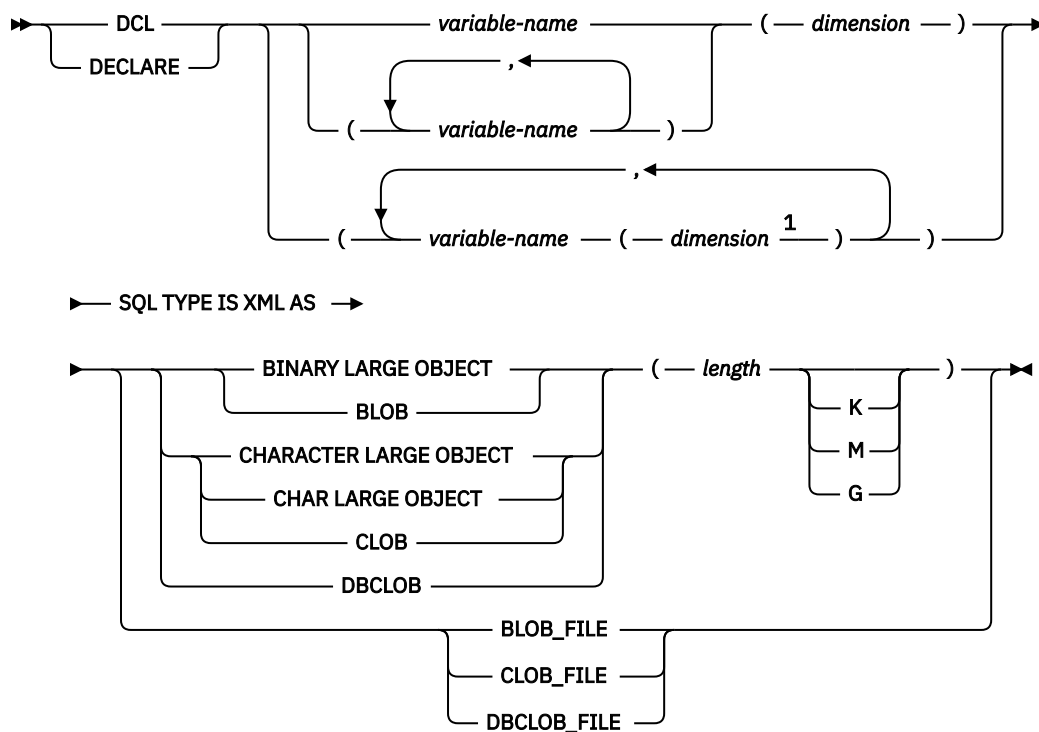 DCL variable-name ( dimension )
DECLARE
,
( variable-name )
,
( variable-name ( dimension 1 ) )
SQL TYPE IS XML AS
BINARY LARGE OBJECT ( length )
BLOB K
CHARACTER LARGE OBJECT M
CHAR LARGE OBJECT G
CLOB
DBCLOB
BLOB_FILE
CLOB_FILE
DBCLOB_FILE